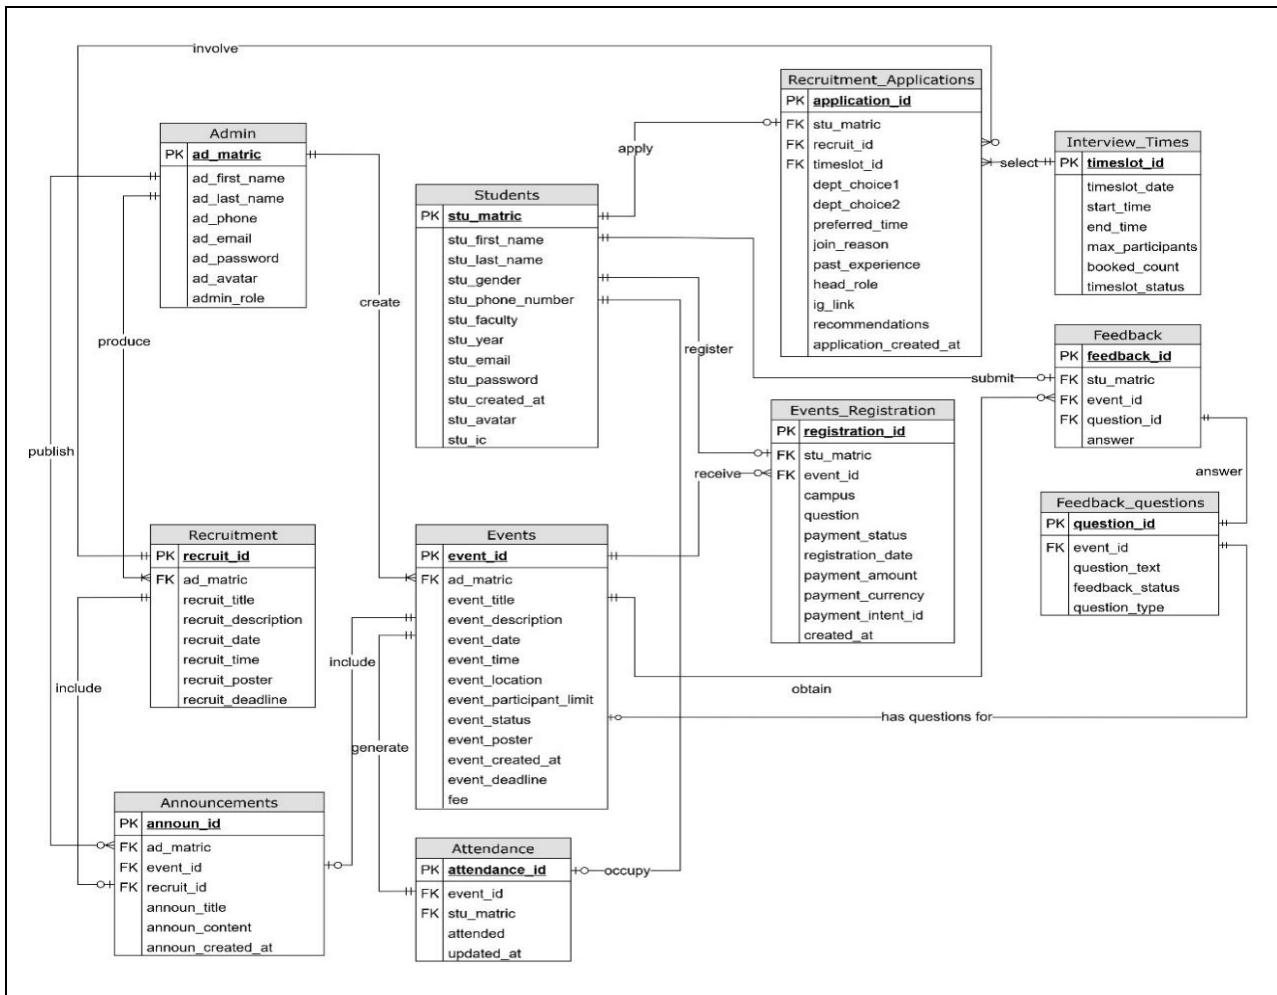 involve
Recruitment_Applications
PK application_id
FK stu_matric
FK recruit_id
FK timeslot_id
dept_choice1
dept_choice2
preferred_time
join_reason
past_experience
head_role
ig_link
recommendations
application_created_at
Admin
PK ad_matric
ad_first_name
ad_last_name
ad_phone
ad_email
ad_password
ad_avatar
admin_role
apply
select
Interview_Times
PK timeslot_id
timeslot_date
start_time
end_time
max_participants
booked_count
timeslot_status
Students
PK stu_matric
stu_first_name
stu_last_name
stu_gender
stu_phone_number
stu_faculty
stu_year
stu_email
stu_password
stu_created_at
stu_avatar
stu_ic
create
produce
register
submit
Feedback
PK feedback_id
FK stu_matric
FK event_id
FK question_id
answer
publish
receive
Events_Registration
PK registration_id
FK stu_matric
FK event_id
campus
question
payment_status
registration_date
payment_amount
payment_currency
payment_intent_id
created_at
answer
Feedback_questions
PK question_id
FK event_id
question_text
feedback_status
question_type
Recruitment
PK recruit_id
FK ad_matric
recruit_title
recruit_description
recruit_date
recruit_time
recruit_poster
recruit_deadline
Events
PK event_id
FK ad_matric
event_title
event_description
event_date
event_time
event_location
event_participant_limit
event_status
event_poster
event_created_at
event_deadline
fee
include
include
obtain
has questions for
generate
Announcements
PK announ_id
FK ad_matric
FK event_id
FK recruit_id
announ_title
announ_content
announ_created_at
Attendance
PK attendance_id
FK event_id
FK stu_matric
attended
updated_at
occupy